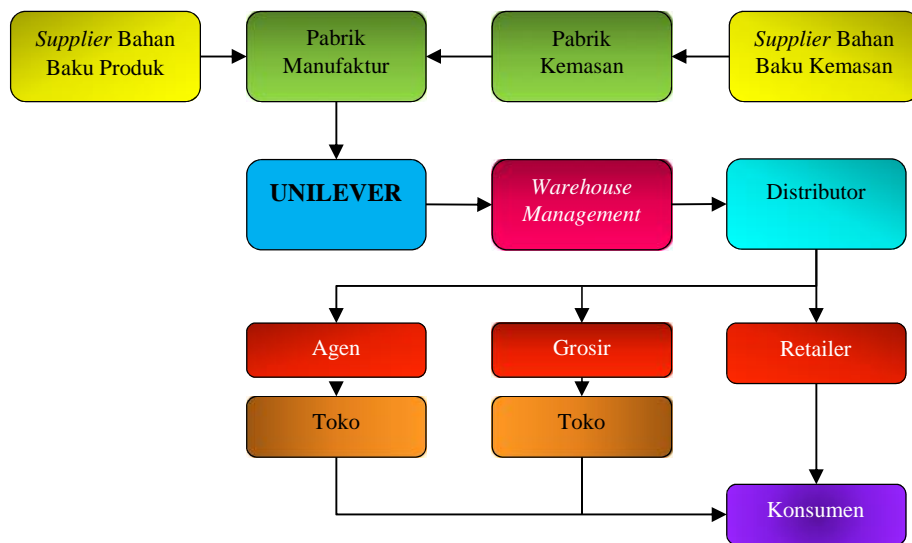 Supplier Bahan
Baku Produk
Pabrik
Manufaktur
Pabrik
Kemasan
Supplier Bahan
Baku Kemasan
UNILEVER
Warehouse
Management
Distributor
Agen
Grosir
Retailer
Toko
Toko
Konsumen